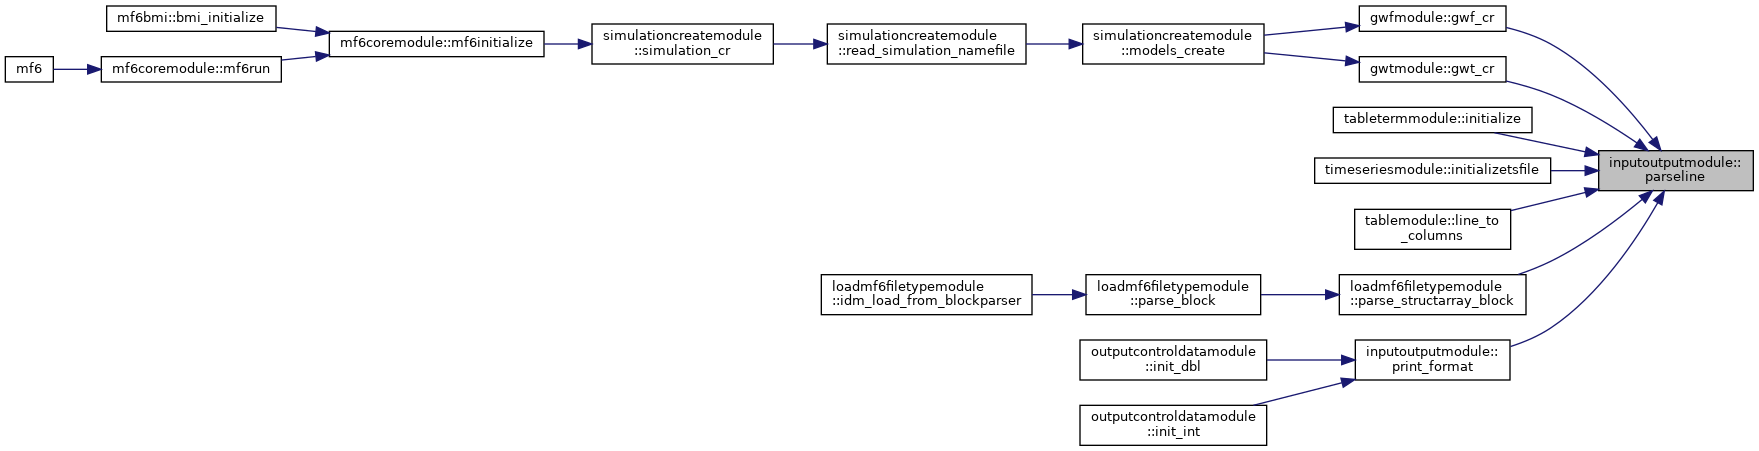 mf6bmi::bmi_initialize
mf6
mf6coremodule::mf6run
mf6coremodule::mf6initialize
simulationcreatemodule
::simulation_cr
simulationcreatemodule
::read_simulation_namefile
simulationcreatemodule
::models_create
gwfmodule::gwf_cr
gwtmodule::gwt_cr
tabletermmodule::initialize
timeseriesmodule::initializetsfile
tablemodule::line_to
_columns
loadmf6filetypemodule
::idm_load_from_blockparser
loadmf6filetypemodule
::parse_block
loadmf6filetypemodule
::parse_structarray_block
outputcontroldatamodule
::init_dbl
outputcontroldatamodule
::init_int
inputoutputmodule::
print_format
inputoutputmodule::
parseline